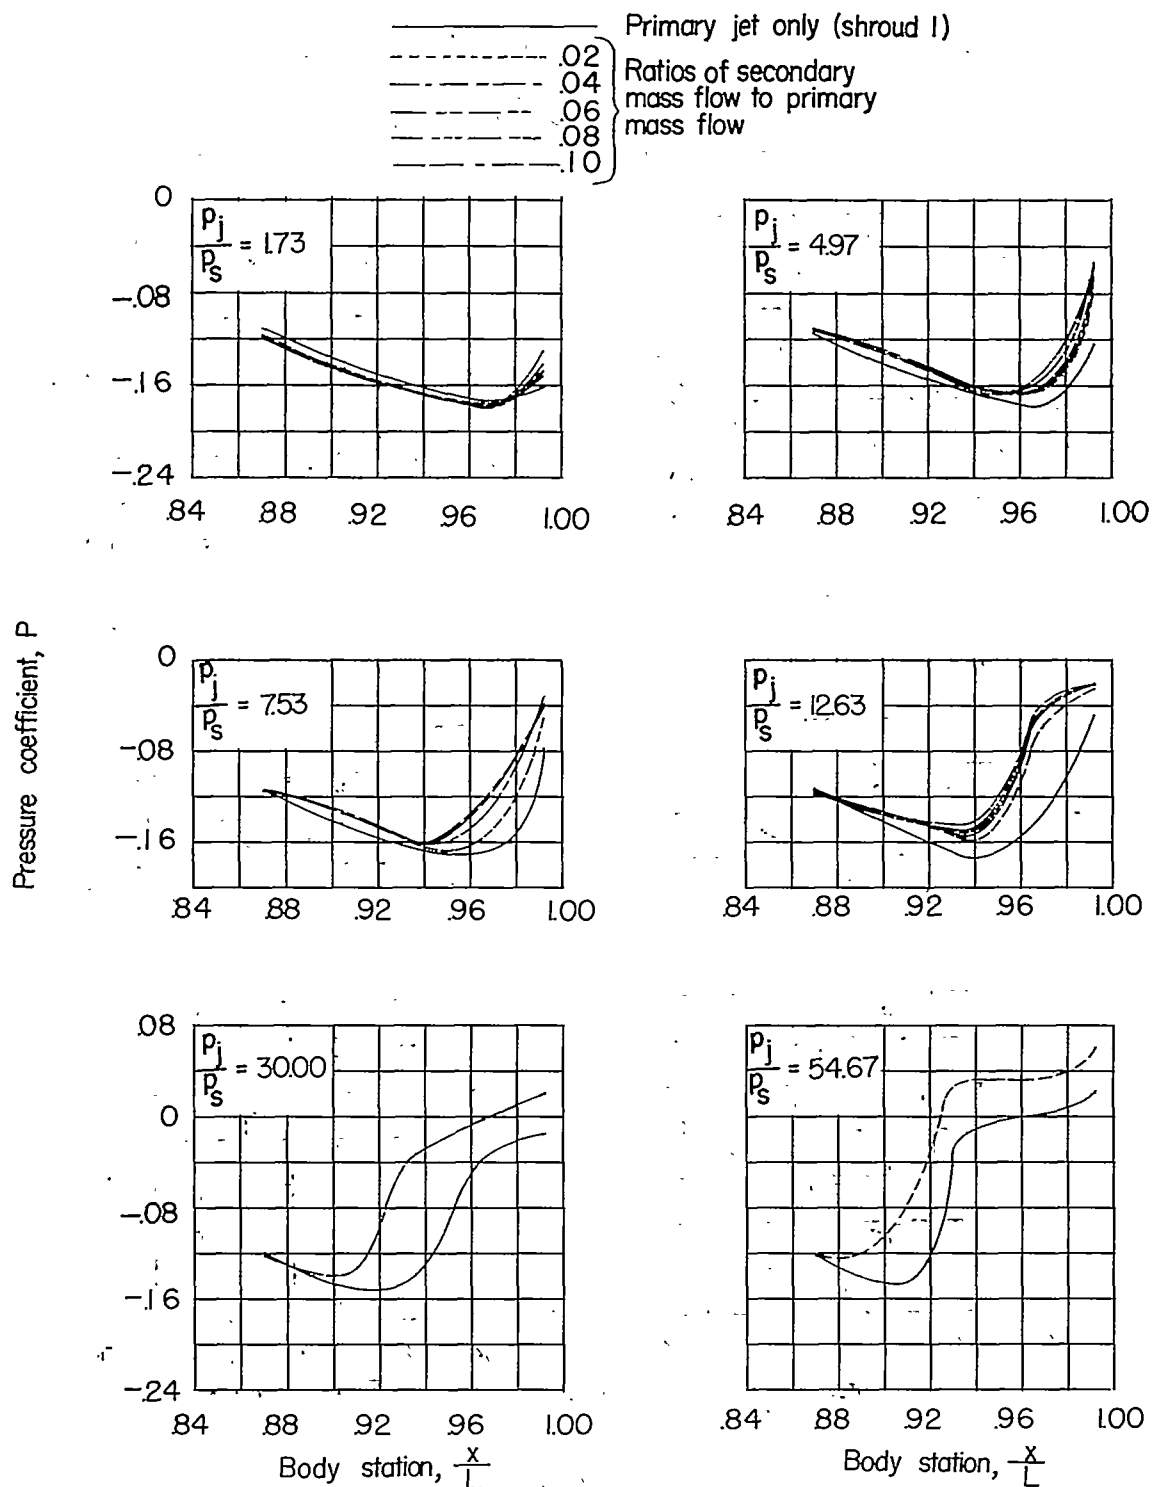 Primary jet only (shroud 1)
.02
.04
.06
.08
.10
Ratios of secondary
mass flow to primary
mass flow
0
-.08
-.16
-.24
pj/ps = 1.73
.84 .88 .92 .96 1.00
pj/ps = 4.97
.84 .88 .92 .96 1.00
Pressure coefficient, P
0
-.08
-.16
pj/ps = 7.53
.84 .88 .92 .96 1.00
pj/ps = 12.63
.84 .88 .92 .96 1.00
.08
0
-.08
-.16
-.24
pj/ps = 30.00
.84 .88 .92 .96 1.00
Body station, x/L
pj/ps = 54.67
.84 .88 .92 .96 1.00
Body station, x/L